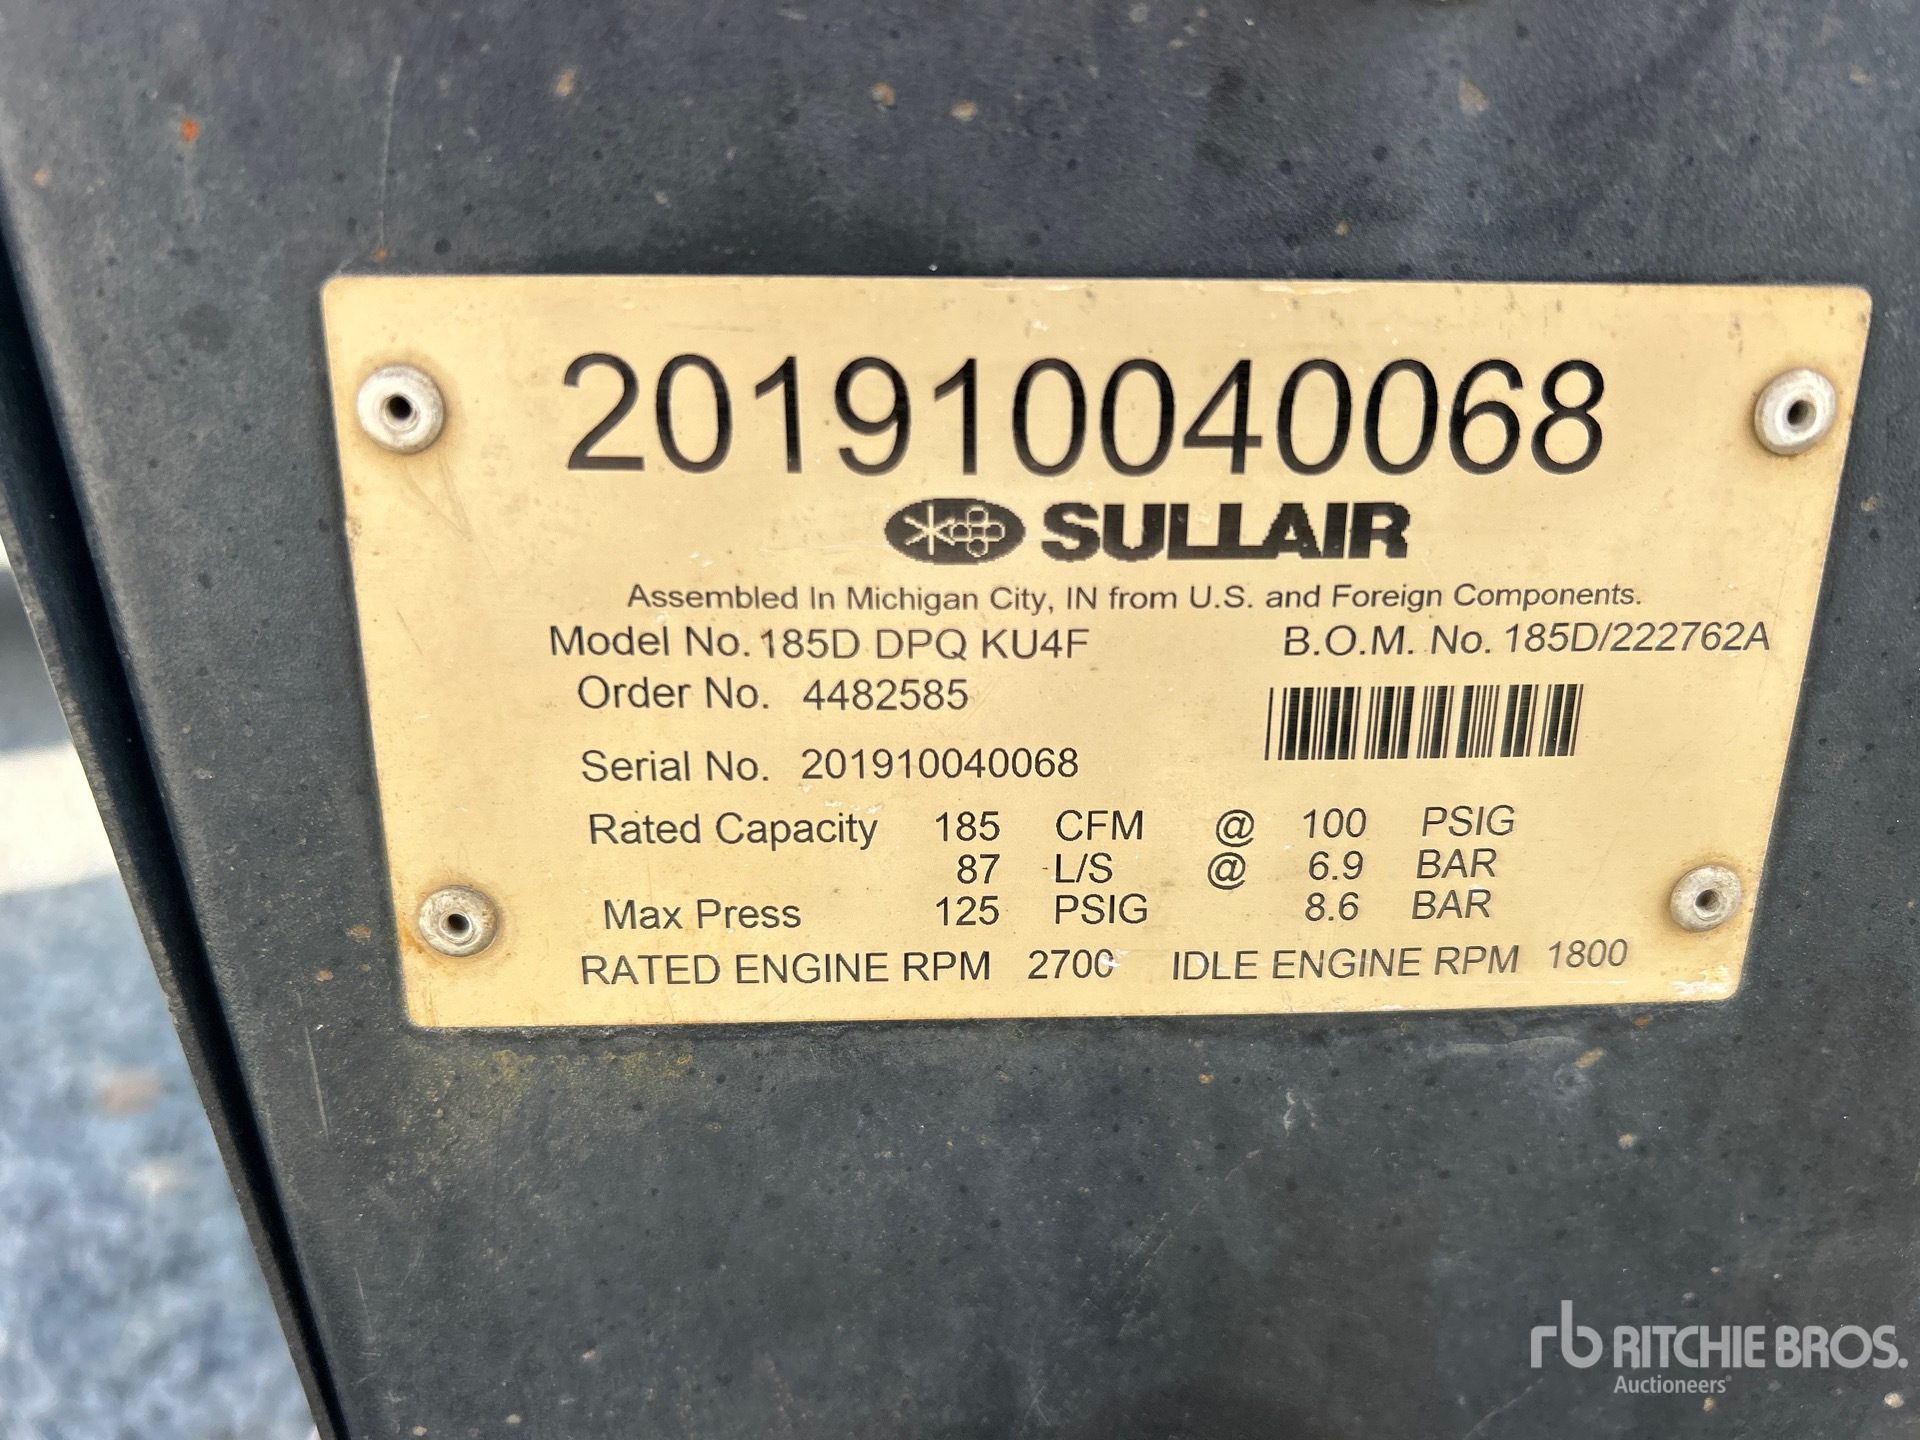 201910040068
SULLAIR
Assembled In Michigan City, IN from U.S. and Foreign Components.
Model No. 185D DPQ KU4F B.O.M. No. 185D/222762A
Order No. 4482585
Serial No. 201910040068
Rated Capacity 185 CFM @ 100 PSIG
87 L/S @ 6.9 BAR
Max Press 125 PSIG 8.6 BAR
RATED ENGINE RPM 2700 IDLE ENGINE RPM 1800
rb RITCHIE BROS.
Auctioneers